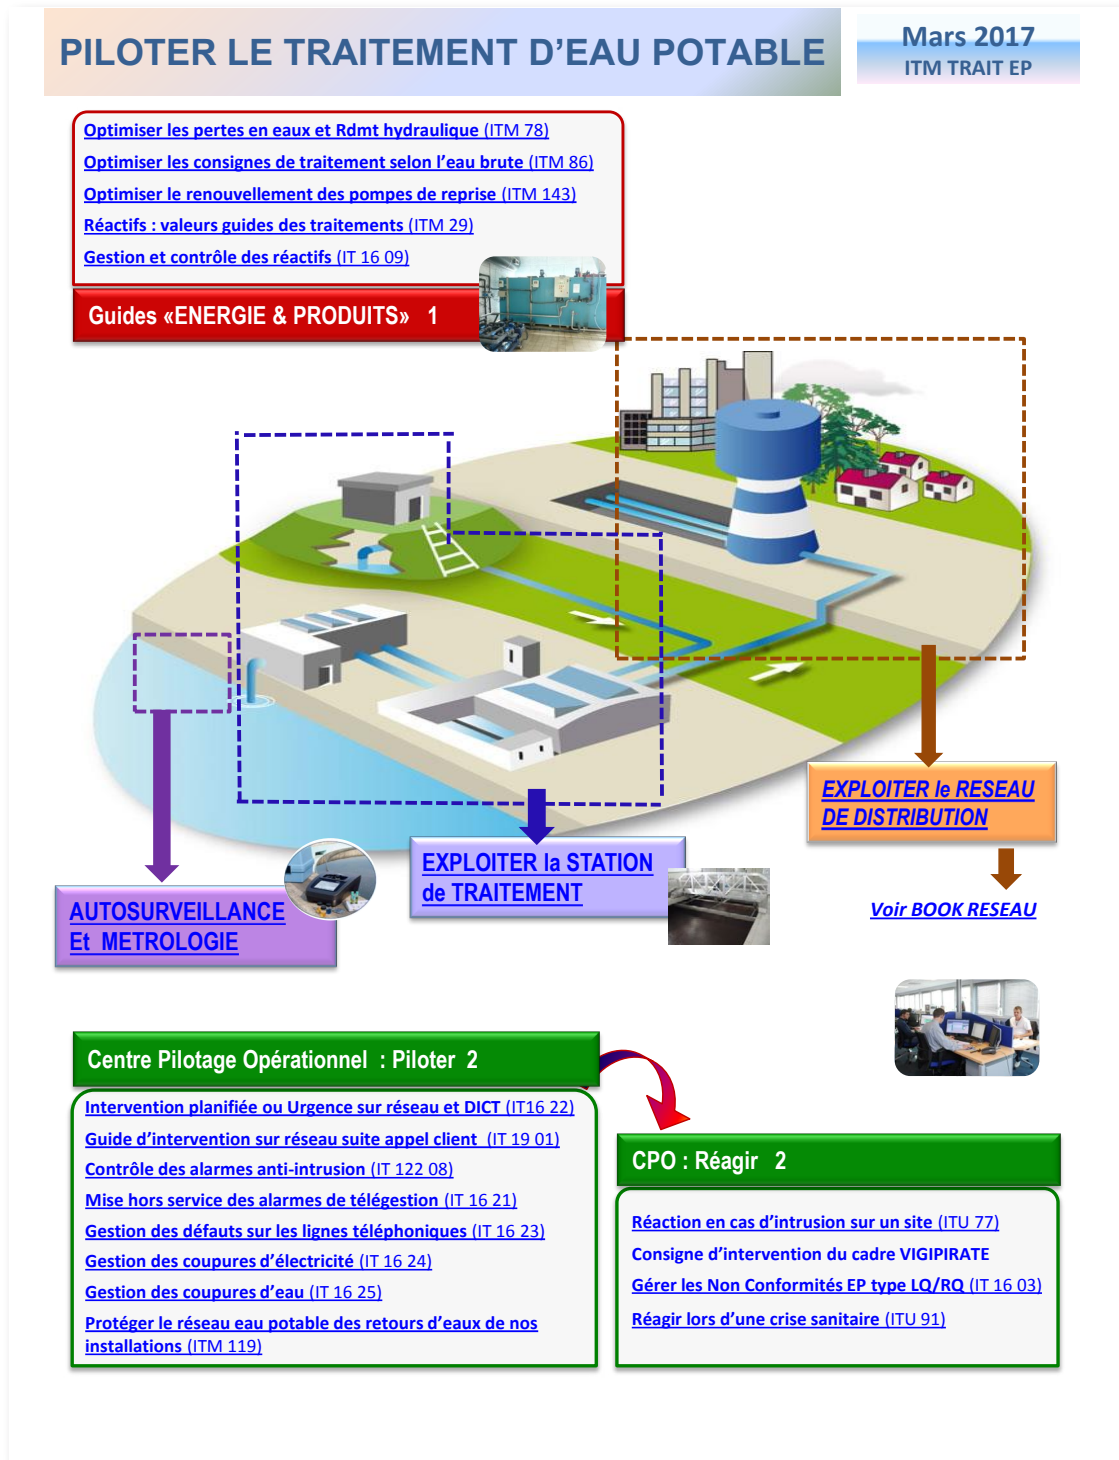 PILOTER LE TRAITEMENT D’EAU POTABLE
Mars 2017
ITM TRAIT EP
Optimiser les pertes en eaux et Rdmt hydraulique (ITM 78)
Optimiser les consignes de traitement selon l’eau brute (ITM 86)
Optimiser le renouvellement des pompes de reprise (ITM 143)
Réactifs : valeurs guides des traitements (ITM 29)
Gestion et contrôle des réactifs (IT 16 09)
Guides «ENERGIE & PRODUITS» 1
EXPLOITER le RESEAU
DE DISTRIBUTION
EXPLOITER la STATION
de TRAITEMENT
AUTOSURVEILLANCE
Et METROLOGIE
Voir BOOK RESEAU
Centre Pilotage Opérationnel : Piloter 2
Intervention planifiée ou Urgence sur réseau et DICT (IT16 22)
Guide d’intervention sur réseau suite appel client (IT 19 01)
Contrôle des alarmes anti-intrusion (IT 122 08)
Mise hors service des alarmes de télégestion (IT 16 21)
Gestion des défauts sur les lignes téléphoniques (IT 16 23)
Gestion des coupures d’électricité (IT 16 24)
Gestion des coupures d’eau (IT 16 25)
Protéger le réseau eau potable des retours d’eaux de nos
installations (ITM 119)
CPO : Réagir 2
Réaction en cas d’intrusion sur un site (ITU 77)
Consigne d’intervention du cadre VIGIPIRATE
Gérer les Non Conformités EP type LQ/RQ (IT 16 03)
Réagir lors d’une crise sanitaire (ITU 91)